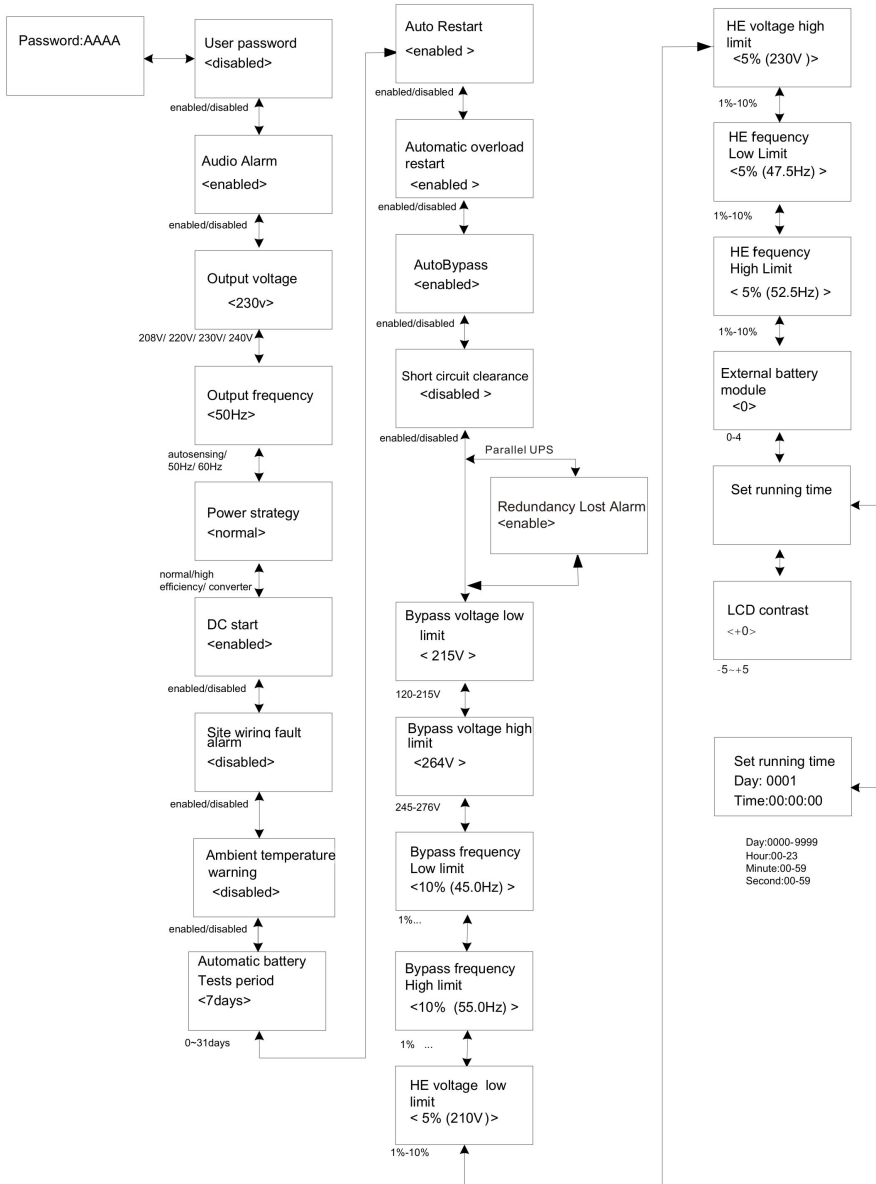 Password:AAAA
User password
<disabled>
enabled/disabled
Audio Alarm
<enabled>
enabled/disabled
Output voltage
<230v>
208V/ 220V/ 230V/ 240V
Output frequency
<50Hz>
autosensing/
50Hz/ 60Hz
Power strategy
<normal>
normal/high
efficiency/ converter
DC start
<enabled>
enabled/disabled
Site wiring fault
alarm
<disabled>
enabled/disabled
Ambient temperature
warning
<disabled>
enabled/disabled
Automatic battery
Tests period
<7days>
0~31days
Auto Restart
<enabled >
enabled/disabled
Automatic overload
restart
<enabled >
enabled/disabled
AutoBypass
<enabled>
enabled/disabled
Short circuit clearance
<disabled >
enabled/disabled
Parallel UPS
Redundancy Lost Alarm
<enable>
Bypass voltage low
limit
< 215V >
120-215V
Bypass voltage high
limit
<264V >
245-276V
Bypass frequency
Low limit
<10% (45.0Hz) >
1%...
Bypass frequency
High limit
<10% (55.0Hz) >
1% ...
HE voltage low
limit
< 5% (210V)>
1%-10%
HE voltage high
limit
<5% (230V )>
1%-10%
HE fequency
Low Limit
<5% (47.5Hz) >
1%-10%
HE fequency
High Limit
< 5% (52.5Hz) >
1%-10%
External battery
module
<0>
0-4
Set running time
LCD contrast
<+0>
-5~+5
Set running time
Day: 0001
Time:00:00:00
Day:0000-9999
Hour:00-23
Minute:00-59
Second:00-59